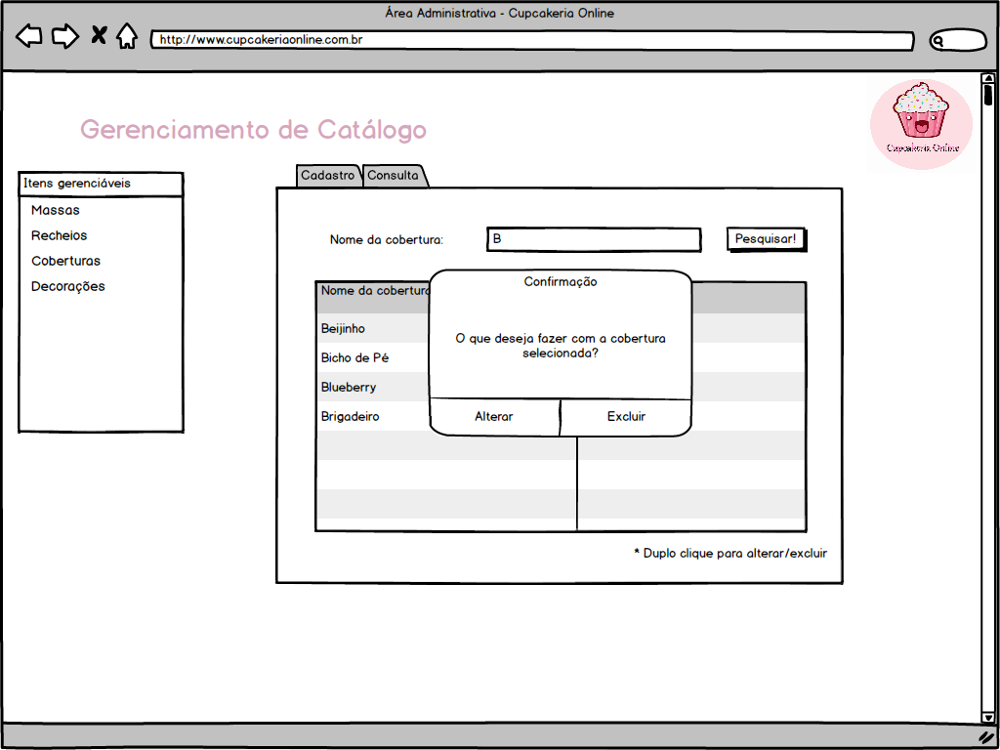 Área Administrativa - Cupcakeria Online
http://www.cupcakeriaonline.com.br
Gerenciamento de Catálogo
Cupcakeria Online
Itens gerenciáveis
Massas
Recheios
Coberturas
Decorações
Cadastro
Consulta
Nome da cobertura:
B
Pesquisar!
Nome da cobertura
Beijinho
Bicho de Pé
Blueberry
Brigadeiro
Confirmação
O que deseja fazer com a cobertura
selecionada?
Alterar
Excluir
* Duplo clique para alterar/excluir